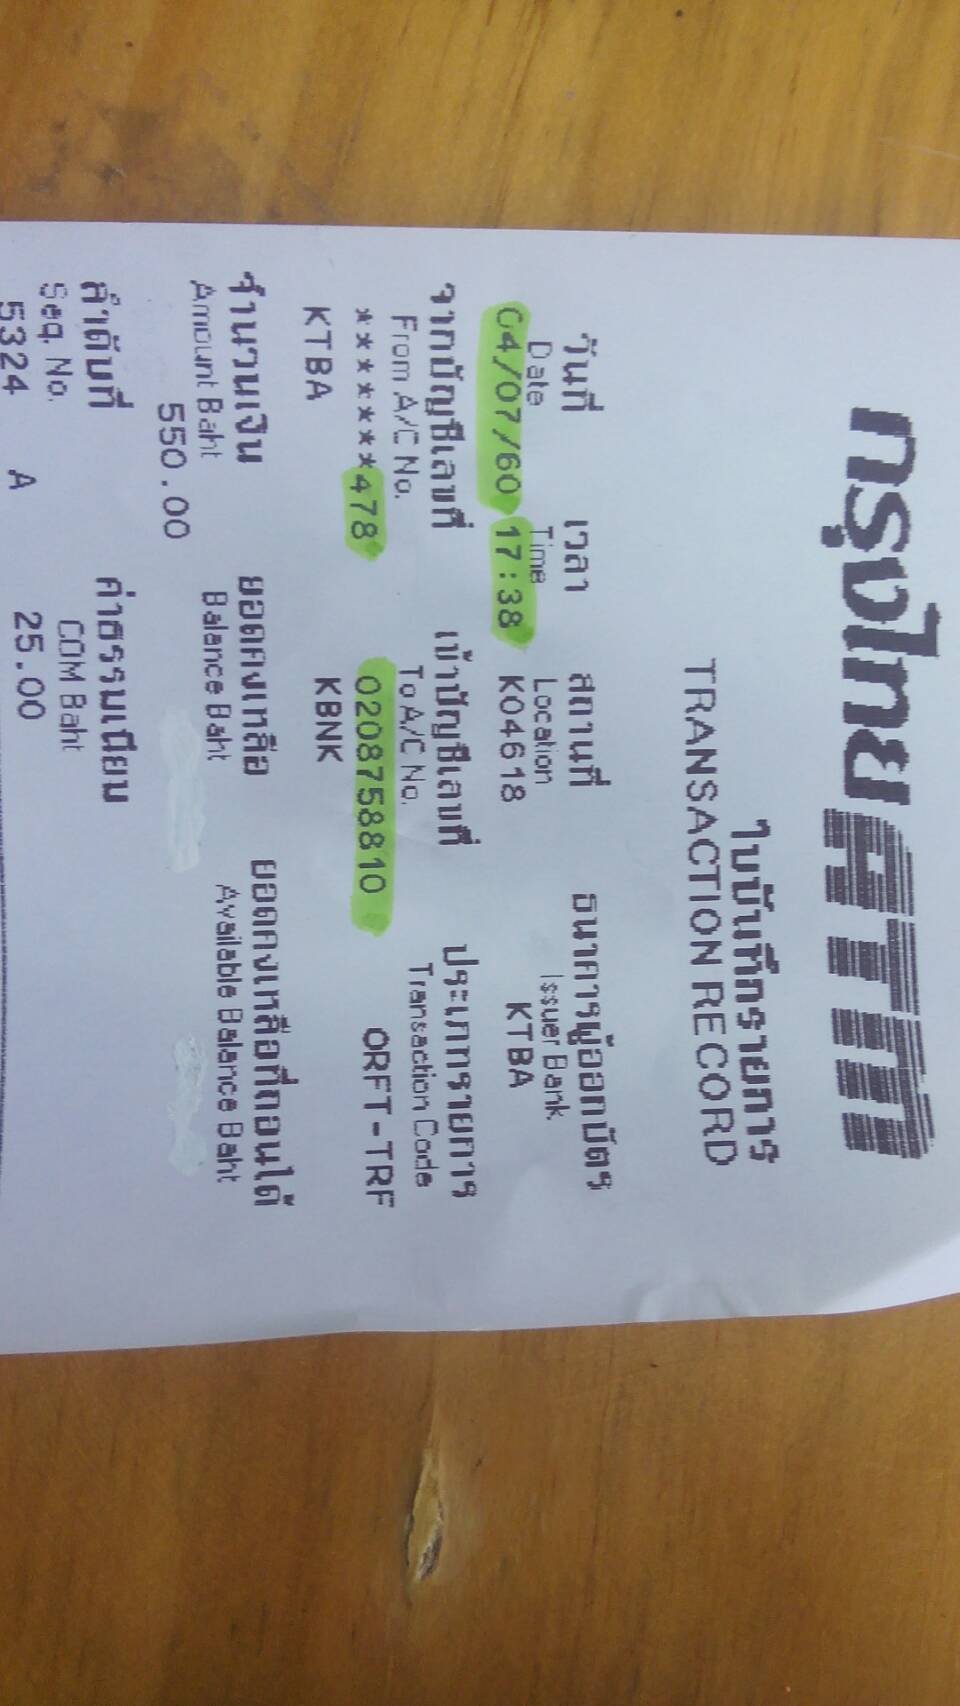 กรุงไทย ATM
ใบบันทึกรายการ
TRANSACTION RECORD
วันที่ เวลา สถานที่ ธนาคารผู้ออกบัตร
Date Time Location Issuer Bank
04/07/60 17:38 K04618 KTBA
จากบัญชีเลขที่ เข้าบัญชีเลขที่ ประเภทรายการ
From A/C No. To A/C No. Transaction Code
*******478 0208758810 ORFT-TRF
KTBA KBNK
จำนวนเงิน ยอดคงเหลือ ยอดคงเหลือที่ถอนได้
Amount Baht Balance Baht Available Balance Baht
550.00
ลำดับที่ ค่าธรรมเนียม
Seq. No. COM Baht
5324 A 25.00